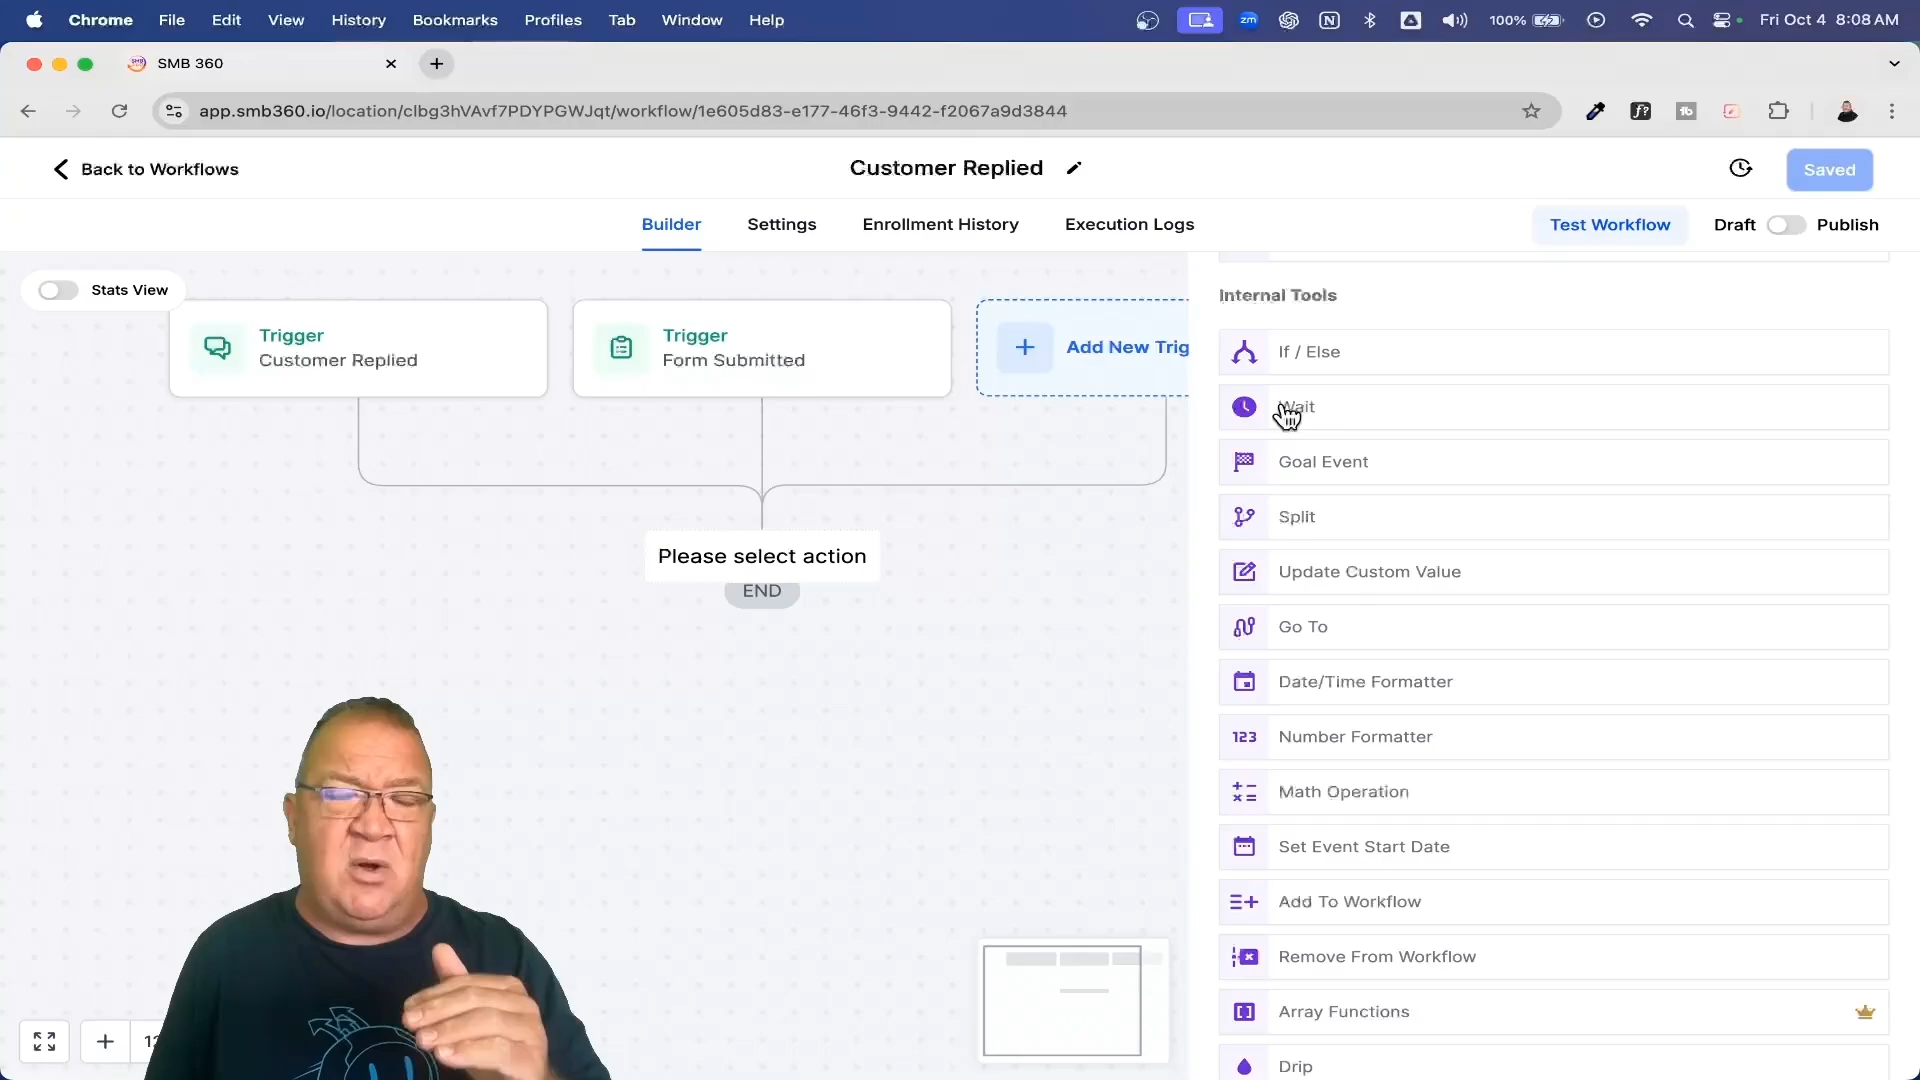 Chrome File Edit View History Bookmarks Profiles Tab Window Help zm 100% Fri Oct 4 8:08 AM
SMB 360
app.smb360.io/location/clbg3hVAvf7PDYPGWJqt/workflow/1e605d83-e177-46f3-9442-f2067a9d3844
Back to Workflows
Customer Replied
Saved
Builder Settings Enrollment History Execution Logs
Test Workflow Draft Publish
Stats View
Trigger
Customer Replied
Trigger
Form Submitted
Add New Trig
Please select action
END
Internal Tools
If / Else
Wait
Goal Event
Split
Update Custom Value
Go To
Date/Time Formatter
123 Number Formatter
Math Operation
Set Event Start Date
Add To Workflow
Remove From Workflow
Array Functions
Drip